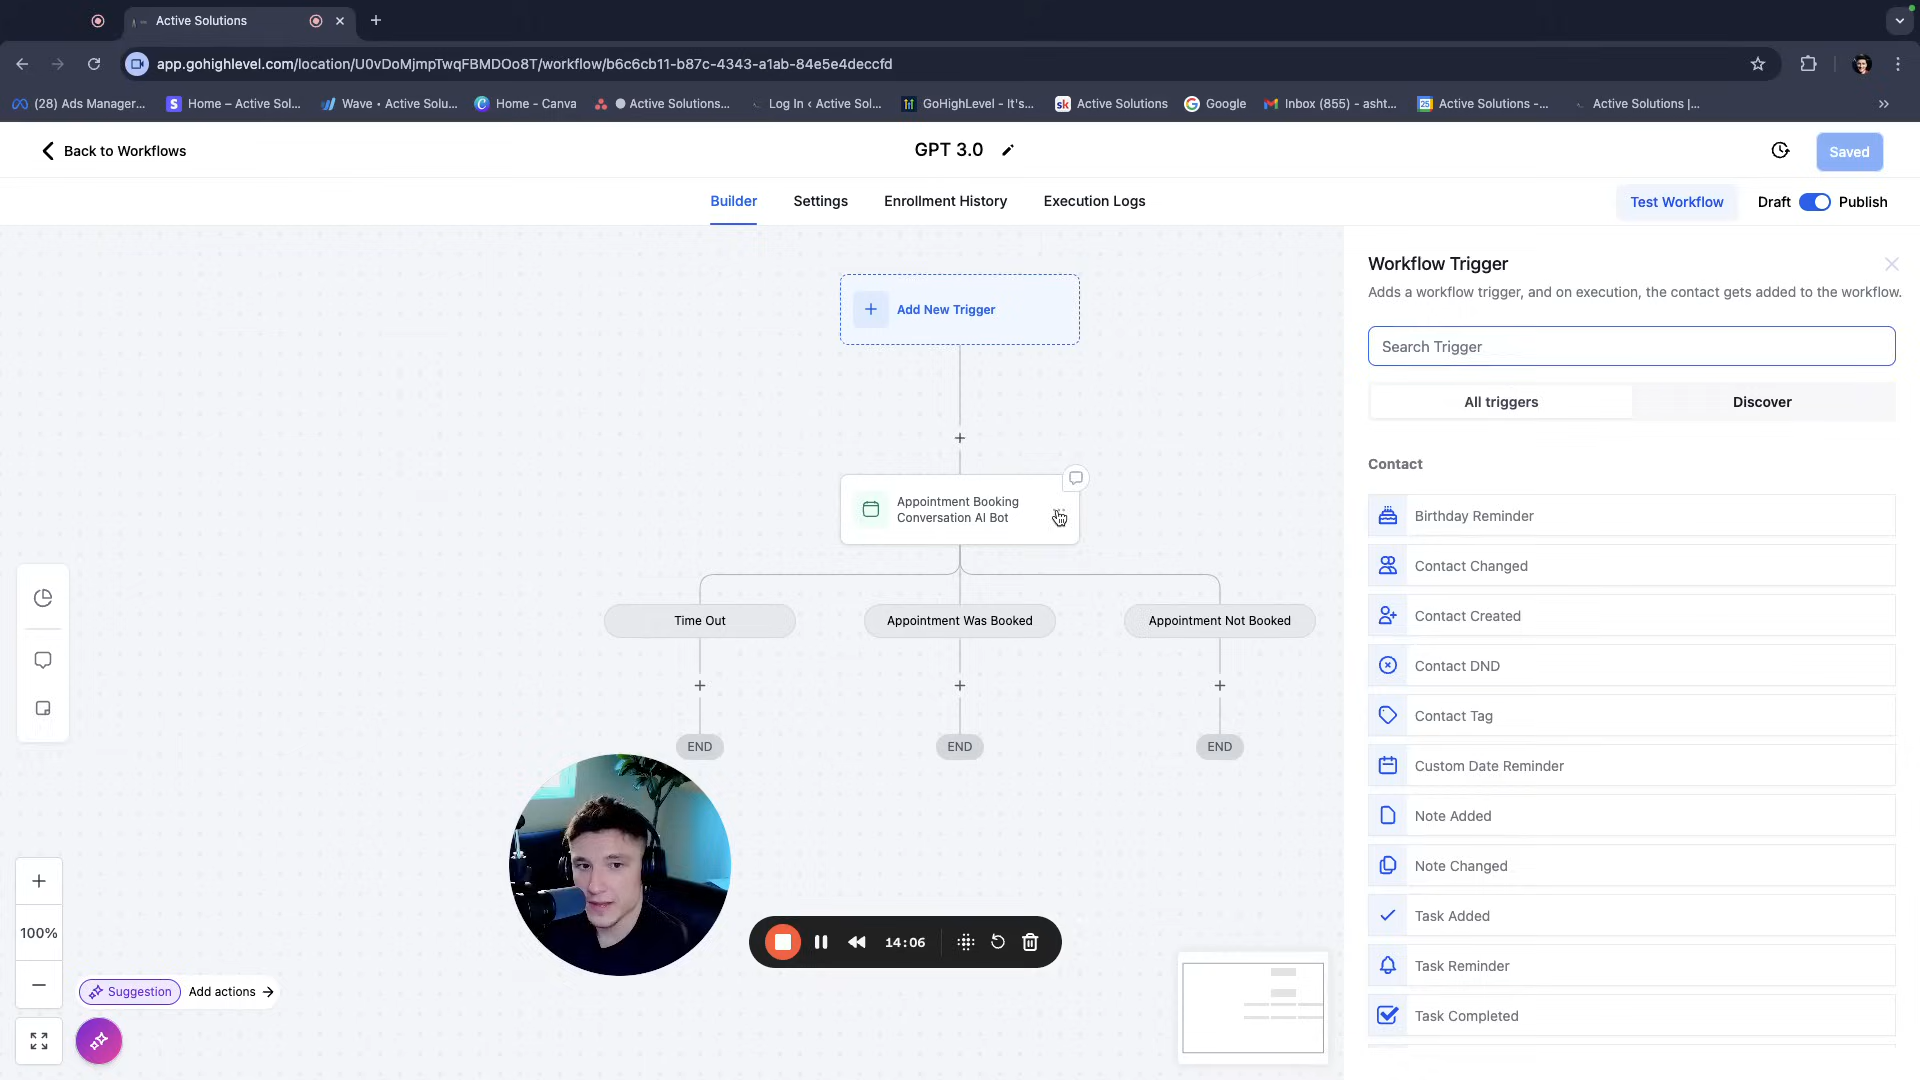 Active Solutions
app.gohighlevel.com/location/U0vDoMjmpTwqFBMDOo8T/workflow/b6c6cb11-b87c-4343-a1ab-84e5e4deccfd
(28) Ads Manager...
Home – Active Sol...
Wave • Active Solu...
Home - Canva
Active Solutions...
Log In ‹ Active Sol...
GoHighLevel - It's...
Active Solutions
Google
Inbox (855) - asht...
Active Solutions -...
Active Solutions |...
Back to Workflows
GPT 3.0
Saved
Builder
Settings
Enrollment History
Execution Logs
Test Workflow
Draft
Publish
Add New Trigger
Appointment Booking
Conversation AI Bot
Time Out
Appointment Was Booked
Appointment Not Booked
END
END
END
Workflow Trigger
Adds a workflow trigger, and on execution, the contact gets added to the workflow.
Search Trigger
All triggers
Discover
Contact
Birthday Reminder
Contact Changed
Contact Created
Contact DND
Contact Tag
Custom Date Reminder
Note Added
Note Changed
Task Added
Task Reminder
Task Completed
100%
Suggestion
Add actions →
14:06